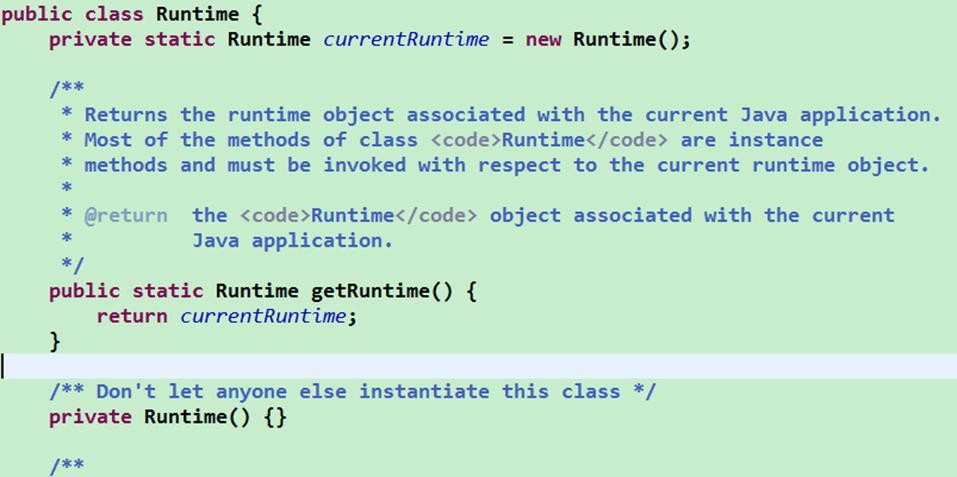 public class Runtime {
    private static Runtime currentRuntime = new Runtime();
    /**
     * Returns the runtime object associated with the current Java application.
     * Most of the methods of class <code>Runtime</code> are instance
     * methods and must be invoked with respect to the current runtime object.
     *
     * @return  the <code>Runtime</code> object associated with the current
     *          Java application.
     */
    public static Runtime getRuntime() {
        return currentRuntime;
    }
    /** Don't let anyone else instantiate this class */
    private Runtime() {}
    /**